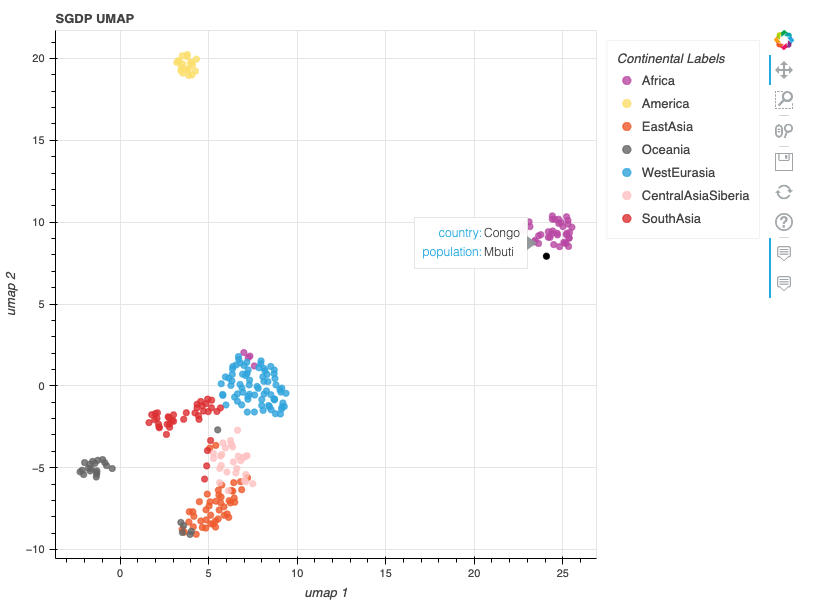 SGDP UMAP
Continental Labels
Africa
America
EastAsia
Oceania
WestEurasia
CentralAsiaSiberia
SouthAsia
country: Congo
population: Mbuti
umap 2
20
15
10
5
0
−5
−10
0
5
10
15
20
25
umap 1